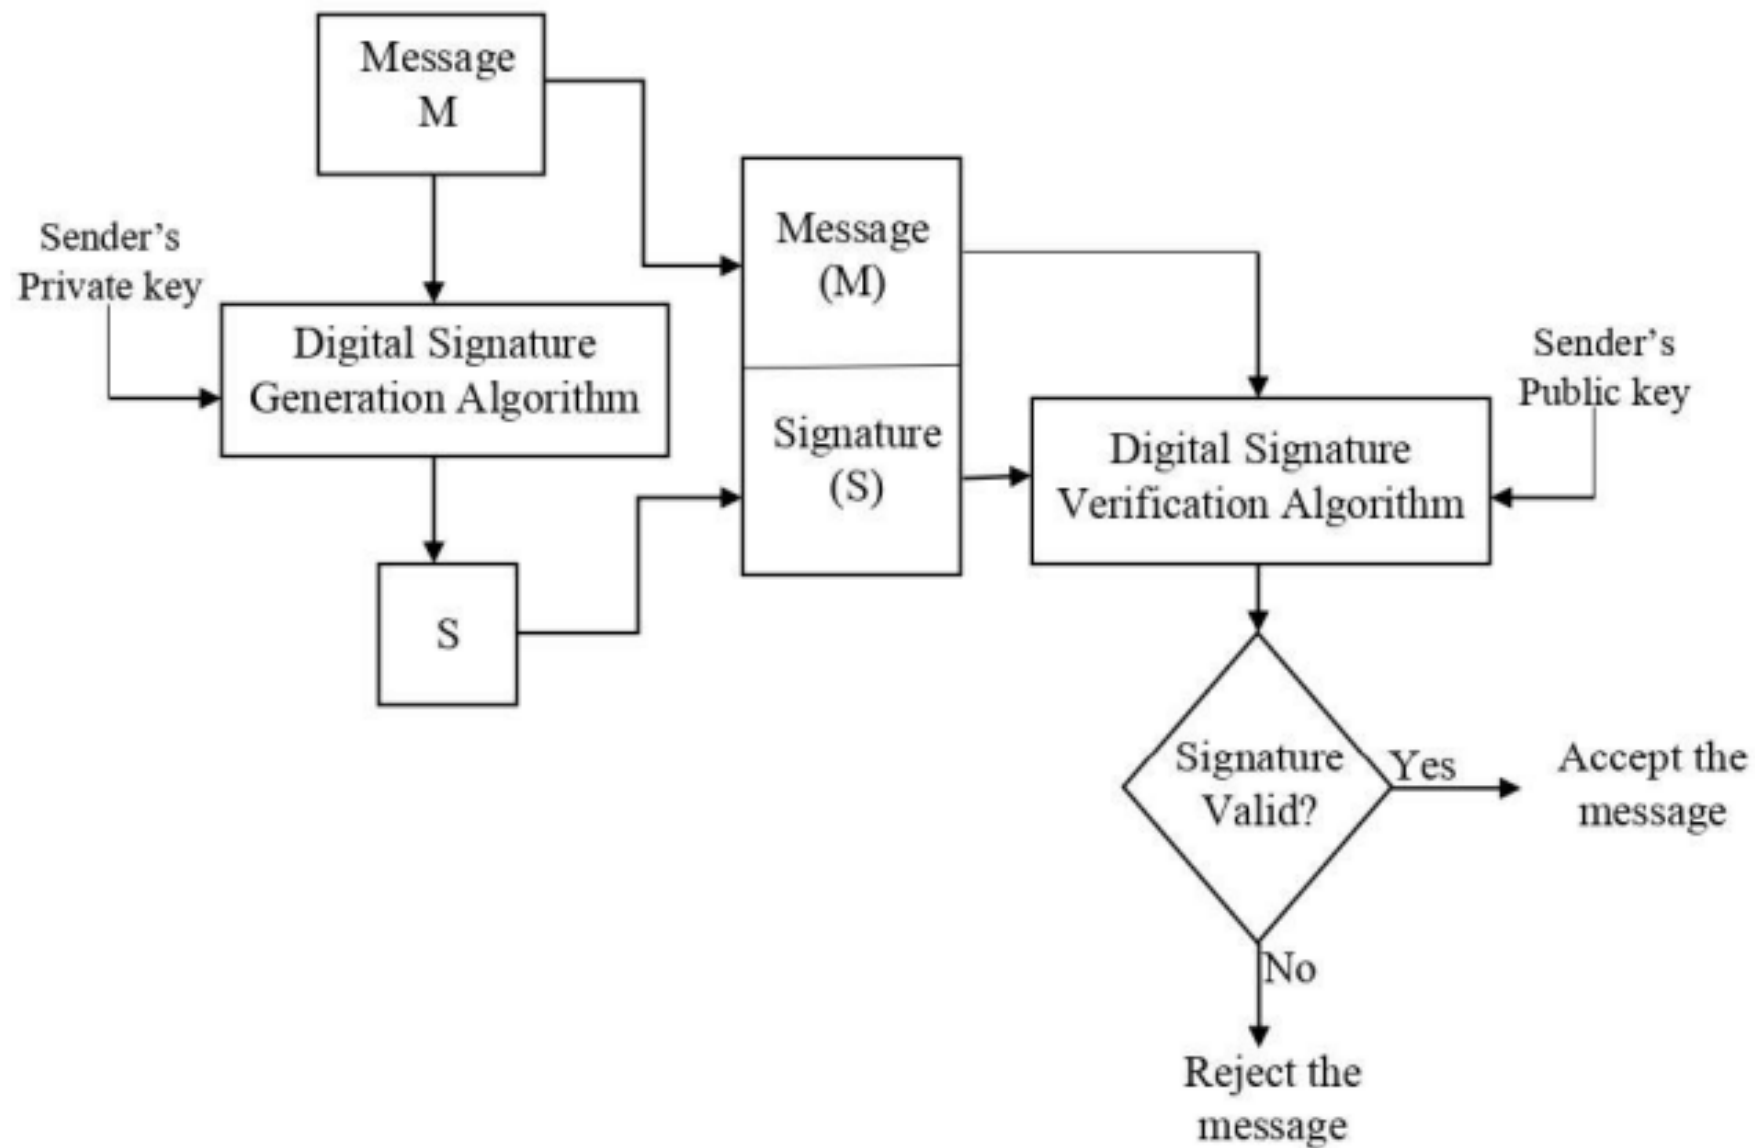 Message
M
Sender's
Private key
Digital Signature
Generation Algorithm
S
Message
(M)
Signature
(S)
Sender's
Public key
Digital Signature
Verification Algorithm
Signature
Valid?
Yes
Accept the
message
No
Reject the
message